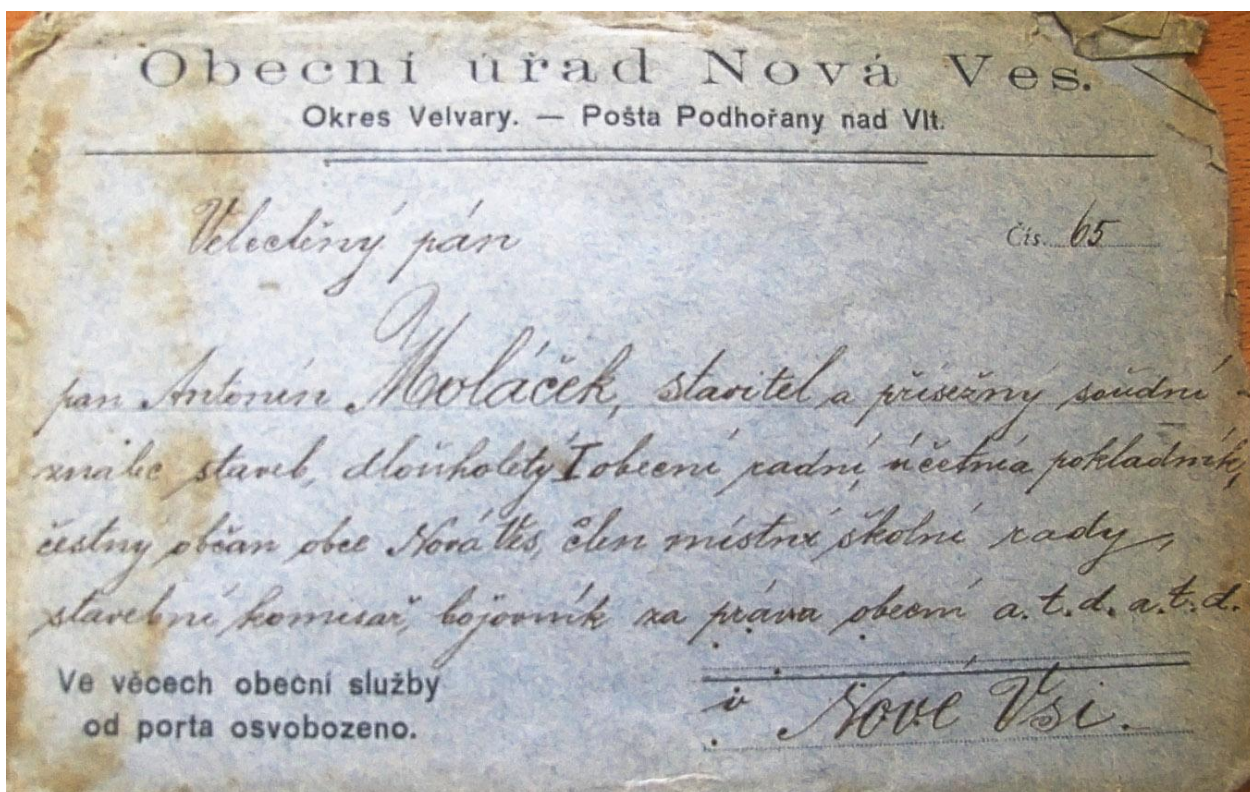 Obecní úřad Nová Ves.
Okres Velvary. — Pošta Podhořany nad Vlt.
Velectěný pán
Čís. 65
pan Antonín Moláček, stavitel a přísežný soudní
znalec staveb, dlouholetý I obecní radní, účetní a pokladník,
čestný občan obce Nová Ves, člen místní školní rady,
stavební komisař, bojovník za práva obecní a.t.d. a.t.d.
Ve věcech obecní služby
od porta osvobozeno.
v Nové Vsi.